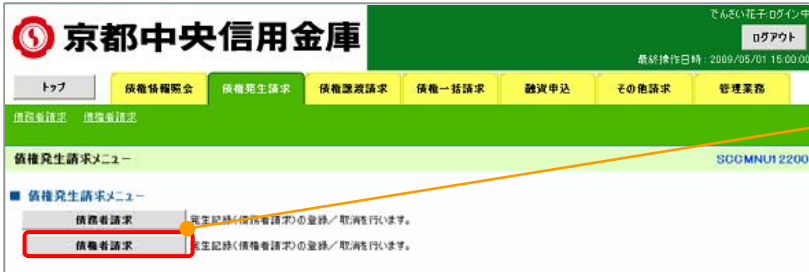 京都中央信用金庫
でんさい花子:ログイン中
ログアウト
最終操作日時：2009/05/01 15:00:00
トップ 債権情報照会 債権発生請求 債権譲渡請求 債権一括請求 融資申込 その他請求 管理業務
債務者請求 債権者請求
債権発生請求メニュー SCCMNU12200
■ 債権発生請求メニュー
債務者請求 発生記録(債務者請求)の登録／取消を行います。
債権者請求 発生記録(債権者請求)の登録／取消を行います。